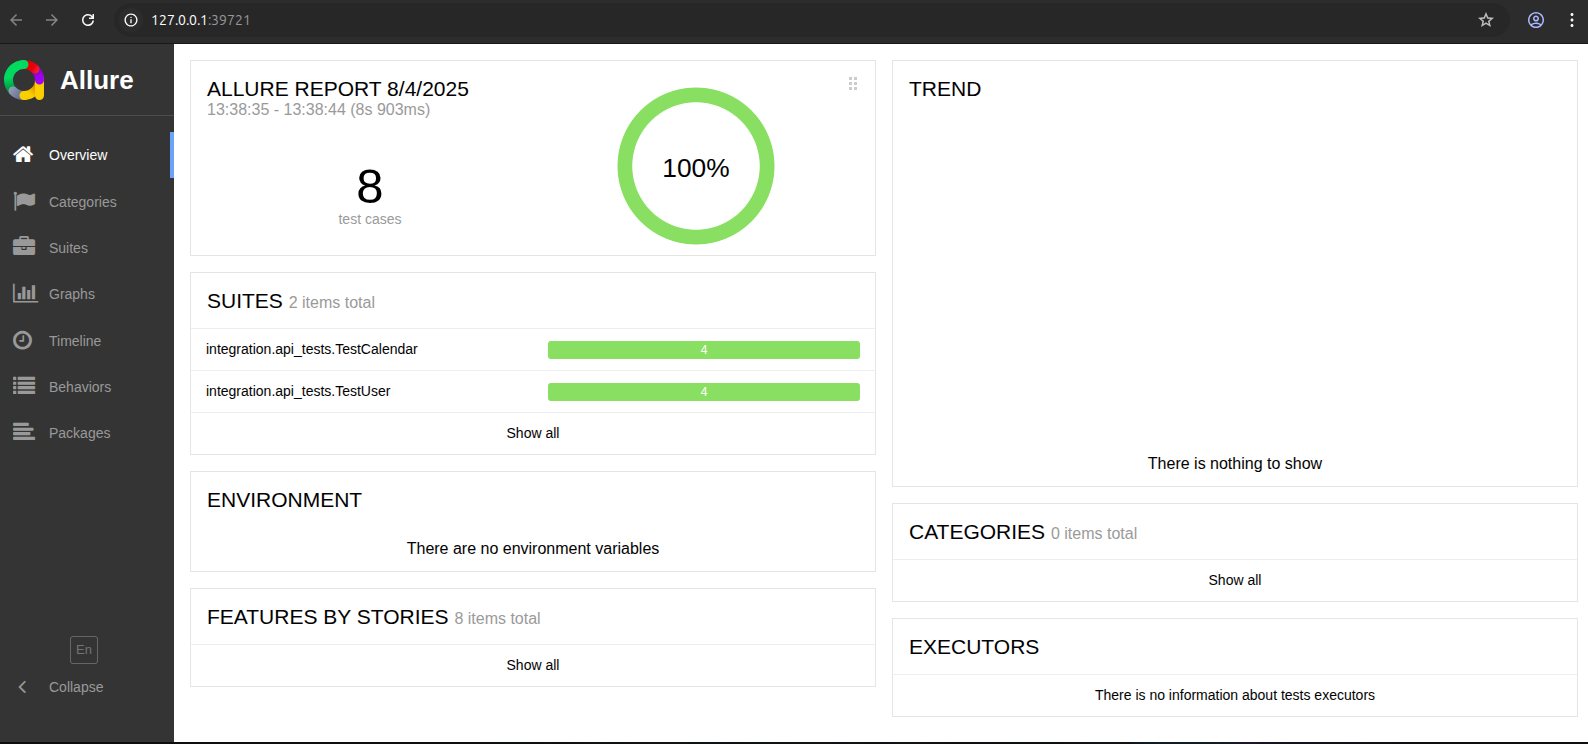 127.0.0.1:39721
Allure
Overview
Categories
Suites
Graphs
Timeline
Behaviors
Packages
En
Collapse
ALLURE REPORT 8/4/2025
13:38:35 - 13:38:44 (8s 903ms)
8
test cases
100%
SUITES 2 items total
integration.api_tests.TestCalendar 4
integration.api_tests.TestUser 4
Show all
ENVIRONMENT
There are no environment variables
FEATURES BY STORIES 8 items total
Show all
TREND
There is nothing to show
CATEGORIES 0 items total
Show all
EXECUTORS
There is no information about tests executors